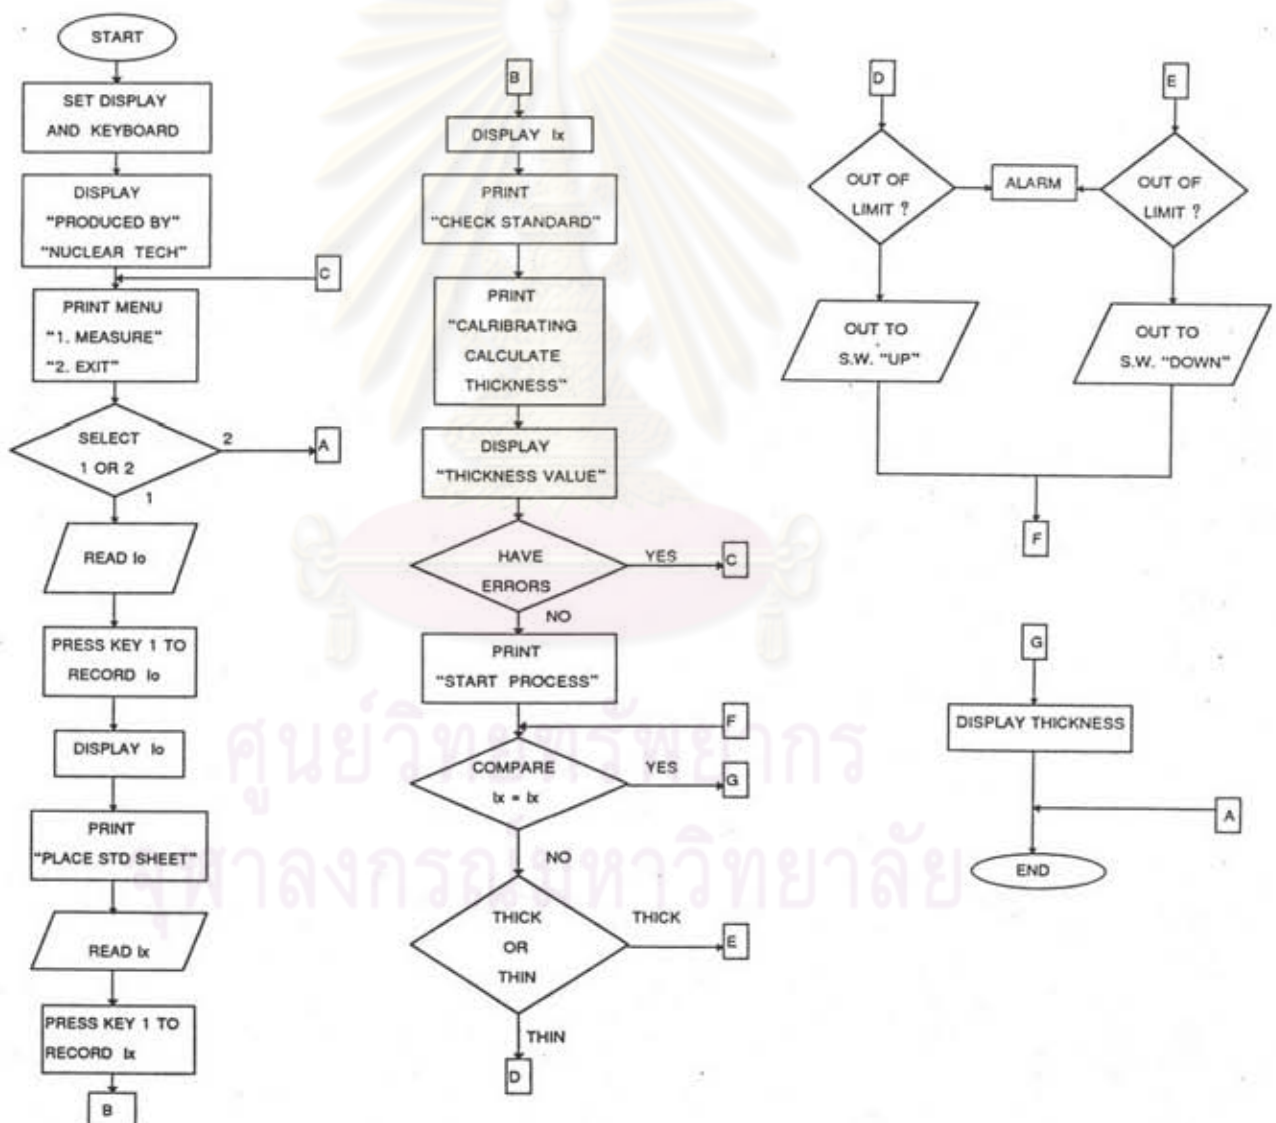 START
SET DISPLAY
AND KEYBOARD
DISPLAY
"PRODUCED BY"
"NUCLEAR TECH"
C
PRINT MENU
"1. MEASURE"
"2. EXIT"
SELECT
1 OR 2
2
A
1
READ Io
PRESS KEY 1 TO
RECORD Io
DISPLAY Io
PRINT
"PLACE STD SHEET"
READ Ix
PRESS KEY 1 TO
RECORD Ix
B
B
DISPLAY Ix
PRINT
"CHECK STANDARD"
PRINT
"CALRIBRATING
CALCULATE
THICKNESS"
DISPLAY
"THICKNESS VALUE"
HAVE
ERRORS
YES
C
NO
PRINT
"START PROCESS"
F
COMPARE
Ix = Ix
YES
G
NO
THICK
OR
THIN
THICK
E
THIN
D
D
OUT OF
LIMIT ?
ALARM
E
OUT OF
LIMIT ?
OUT TO
S.W. "UP"
OUT TO
S.W. "DOWN"
F
G
DISPLAY THICKNESS
A
END
ศูนย์วิทยทรัพยากร
จุฬาลงกรณ์มหาวิทยาลัย